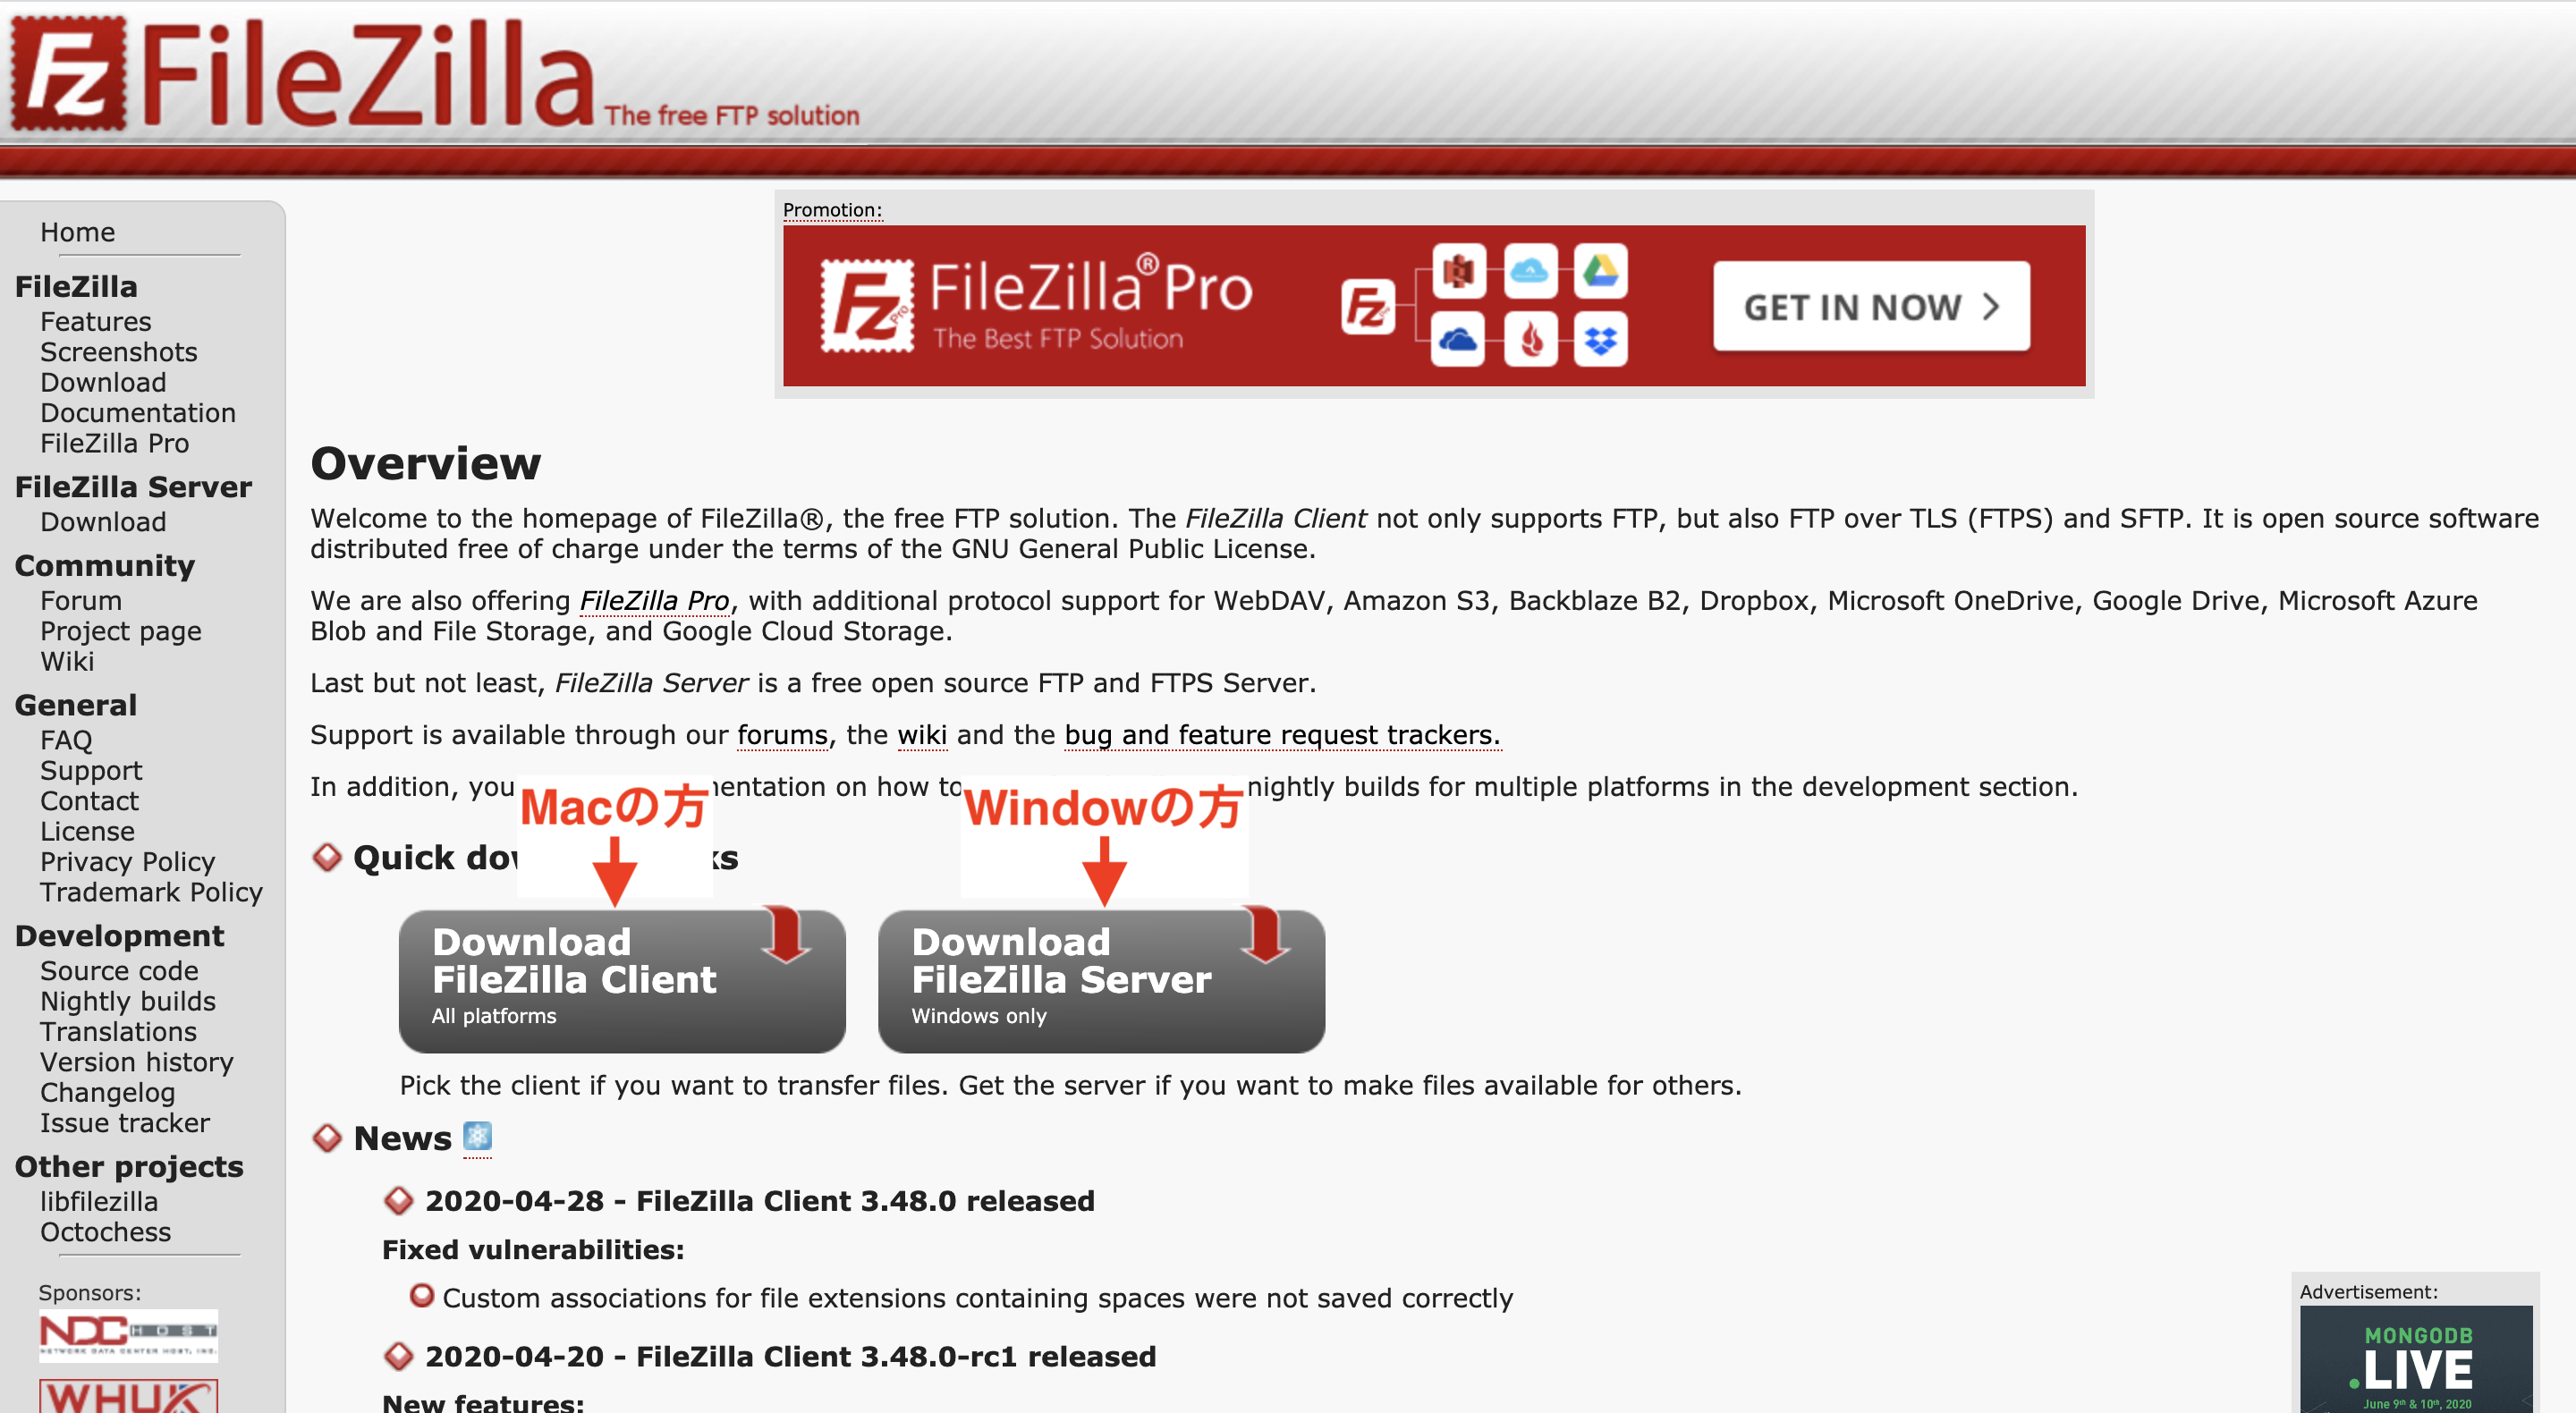 FileZilla The free FTP solution
Home
FileZilla
Features
Screenshots
Download
Documentation
FileZilla Pro
FileZilla Server
Download
Community
Forum
Project page
Wiki
General
FAQ
Support
Contact
License
Privacy Policy
Trademark Policy
Development
Source code
Nightly builds
Translations
Version history
Changelog
Issue tracker
Other projects
libfilezilla
Octochess
Sponsors:
NDC HOST
NETWORK DATA CENTER HOST, INC.
WHUK
Promotion:
FileZilla® Pro
The Best FTP Solution
GET IN NOW
Overview
Welcome to the homepage of FileZilla®, the free FTP solution. The FileZilla Client not only supports FTP, but also FTP over TLS (FTPS) and SFTP. It is open source software
distributed free of charge under the terms of the GNU General Public License.
We are also offering FileZilla Pro, with additional protocol support for WebDAV, Amazon S3, Backblaze B2, Dropbox, Microsoft OneDrive, Google Drive, Microsoft Azure
Blob and File Storage, and Google Cloud Storage.
Last but not least, FileZilla Server is a free open source FTP and FTPS Server.
Support is available through our forums, the wiki and the bug and feature request trackers.
In addition, you mentation on how to nightly builds for multiple platforms in the development section.
Macの方
Windowの方
Quick
Download
FileZilla Client
All platforms
Download
FileZilla Server
Windows only
Pick the client if you want to transfer files. Get the server if you want to make files available for others.
News
2020-04-28 - FileZilla Client 3.48.0 released
Fixed vulnerabilities:
Custom associations for file extensions containing spaces were not saved correctly
2020-04-20 - FileZilla Client 3.48.0-rc1 released
New features:
Advertisement:
MONGODB
.LIVE
June 9th & 10th, 2020